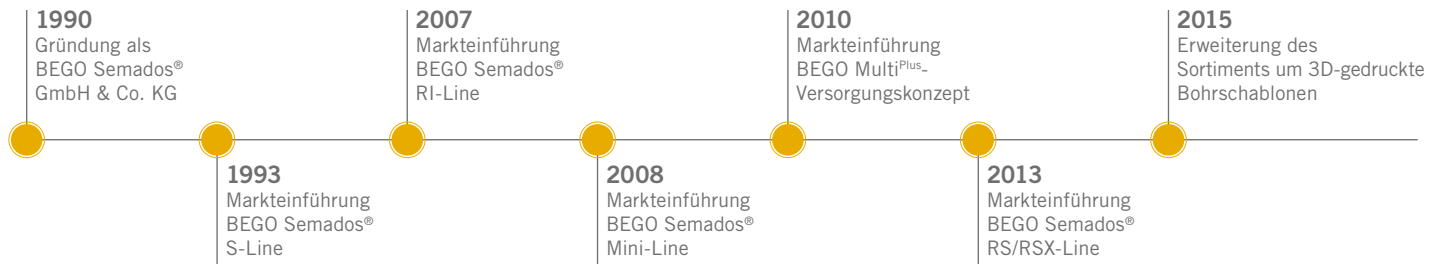 1990
Gründung als
BEGO Semados®
GmbH & Co. KG
1993
Markteinführung
BEGO Semados®
S-Line
2007
Markteinführung
BEGO Semados®
RI-Line
2008
Markteinführung
BEGO Semados®
Mini-Line
2010
Markteinführung
BEGO MultiPlus-
Versorgungskonzept
2013
Markteinführung
BEGO Semados®
RS/RSX-Line
2015
Erweiterung des
Sortiments um 3D-gedruckte
Bohrschablonen